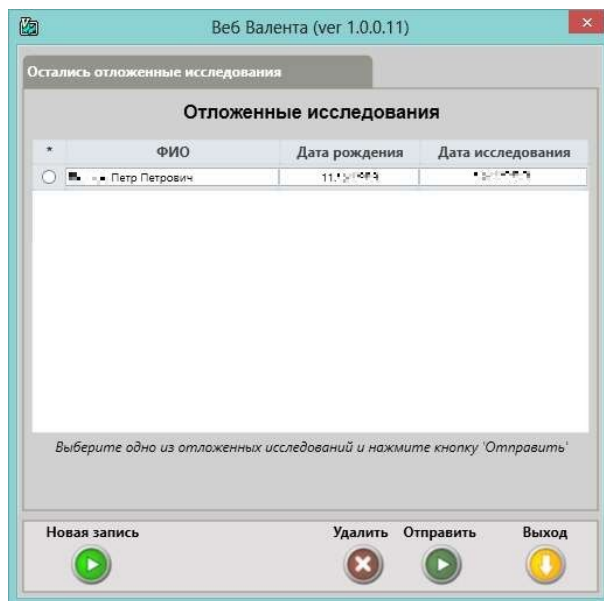 Веб Валента (ver 1.0.0.11)
Остались отложенные исследования
Отложенные исследования
* ФИО Дата рождения Дата исследования
Петр Петрович 11.
Выберите одно из отложенных исследований и нажмите кнопку 'Отправить'
Новая запись Удалить Отправить Выход